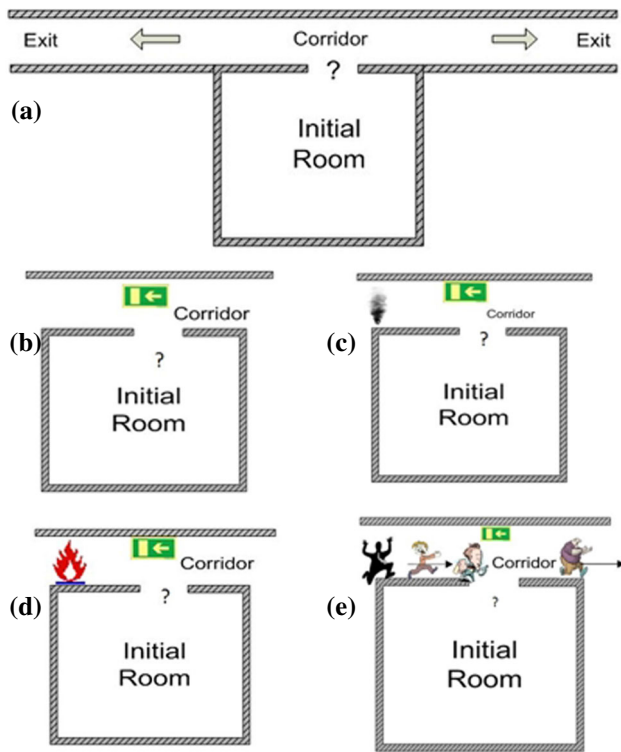 Exit
Corridor
Exit
?
(a)
Initial
Room
Corridor
(b)
?
Initial
Room
Corridor
(c)
?
Initial
Room
Corridor
(d)
?
Initial
Room
Corridor
(e)
?
Initial
Room